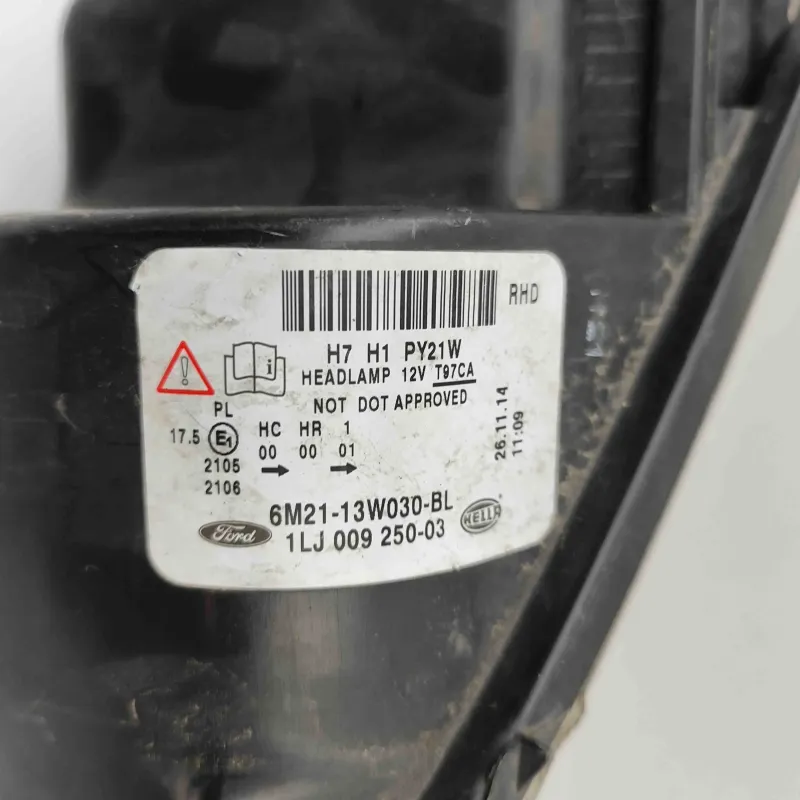 RHD
H7 H1 PY21W
HEADLAMP 12V T97CA
NOT DOT APPROVED
26.11.14
11:09
PL
17.5 E1 HC HR 1
00 00 01
2105 → →
2106
6M21-13W030-BL
Ford 1LJ 009 250-03 HELLA